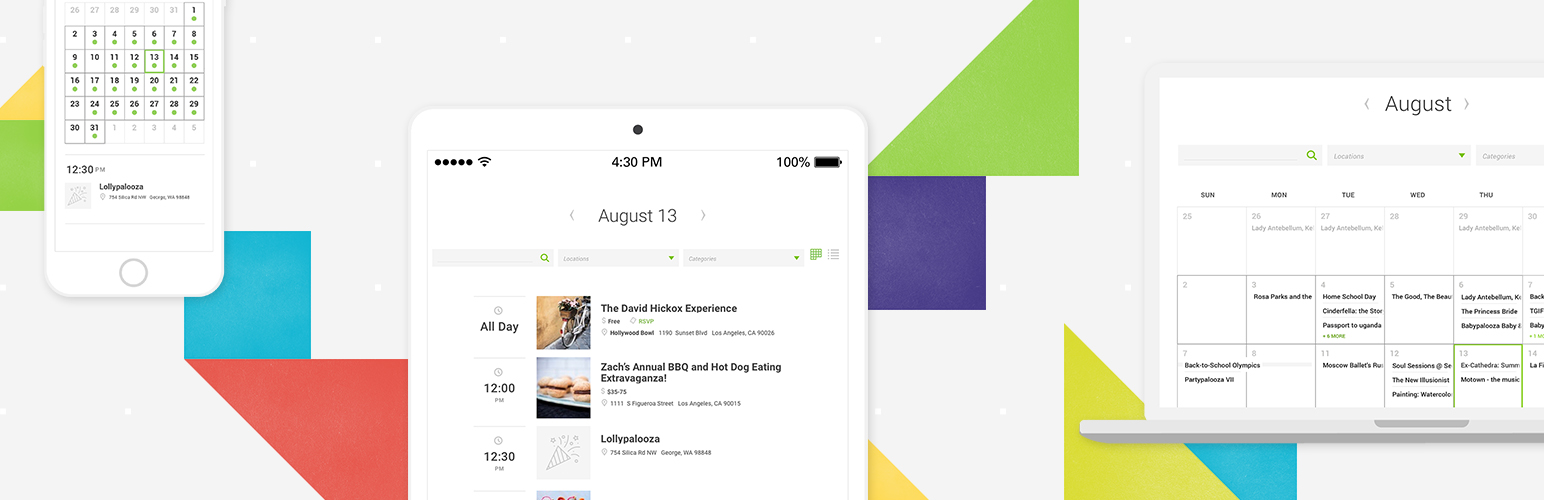 26 27 28 29 30 31 1
2 3 4 5 6 7 8
9 10 11 12 13 14 15
16 17 18 19 20 21 22
23 24 25 26 27 28 29
30 31 1 2 3 4 5
12:30 PM
Lollypalooza
754 Silica Rd NW George, WA 98848
4:30 PM 100%
August 13
Locations Categories
All Day
The David Hickox Experience
Free RSVP
Hollywood Bowl 1190 Sunset Blvd Los Angeles, CA 90026
12:00
PM
Zach's Annual BBQ and Hot Dog Eating
Extravaganza!
$35-75
1111 S Figueroa Street Los Angeles, CA 90015
12:30
PM
Lollypalooza
754 Silica Rd NW George, WA 98848
August
Locations Categories
SUN MON TUE WED THU
25 26 27 28 29 30
Lady Antebellum, Ke Lady Antebellum, Ke Lady Antebellum, Ke
2 3 4 5 6 7
Rosa Parks and the Home School Day The Good, The Beau Lady Antebellum, Ke Back-
Cinderfella: the Stor The Princess Bride TGIF
Passport to uganda Babypalooza Baby & Baby
+ 6 MORE
7 8 11 12 13 14
Back-to-School Olympics Moscow Ballet's Rus Soul Sessions @ Se Ex-Cathedra: Summ La Fi
Partypalooza VII The New Illusionist Motown - the music
Painting: Watercolo